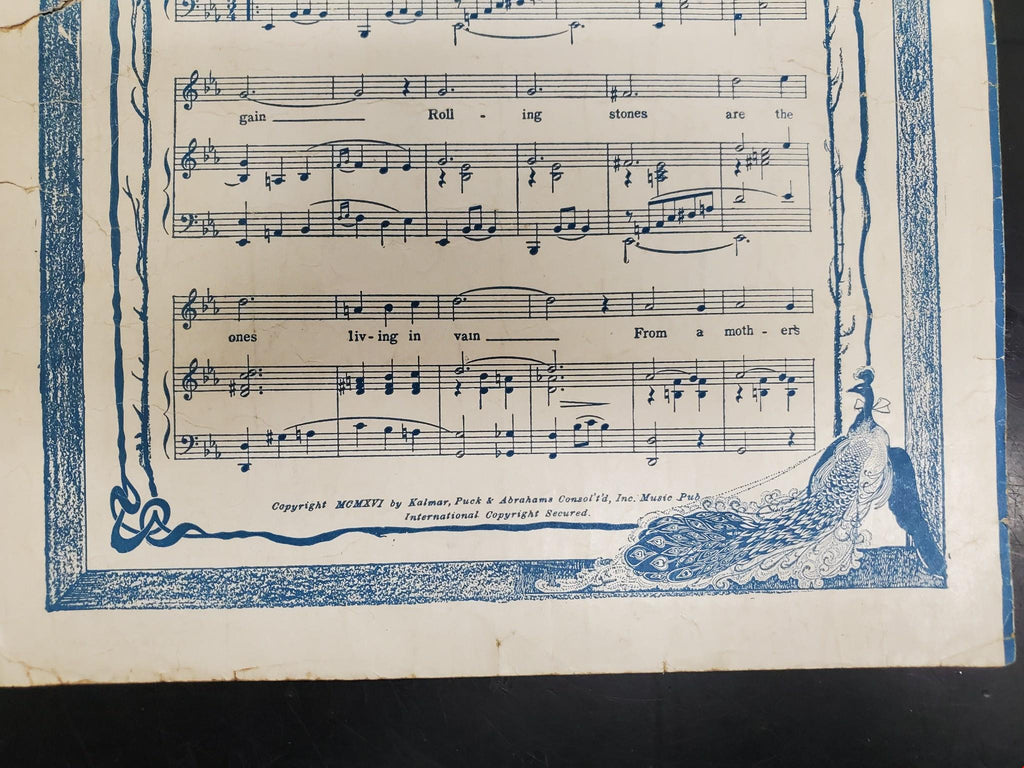 gain Roll - ing stones are the
ones liv - ing in vain From a moth - ers
Copyright MCMXVI by Kalmar, Puck & Abrahams Consol't'd, Inc. Music Pub
International Copyright Secured.